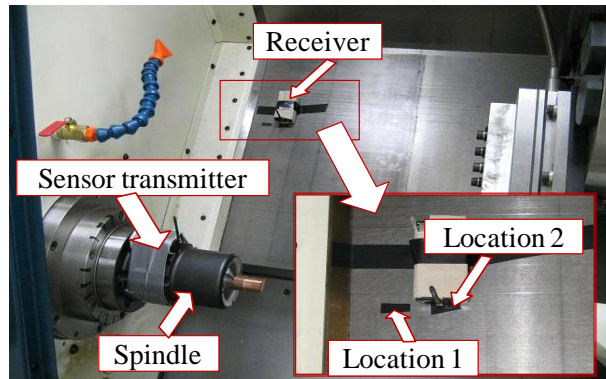 Receiver
Sensor transmitter
Location 2
Spindle
Location 1